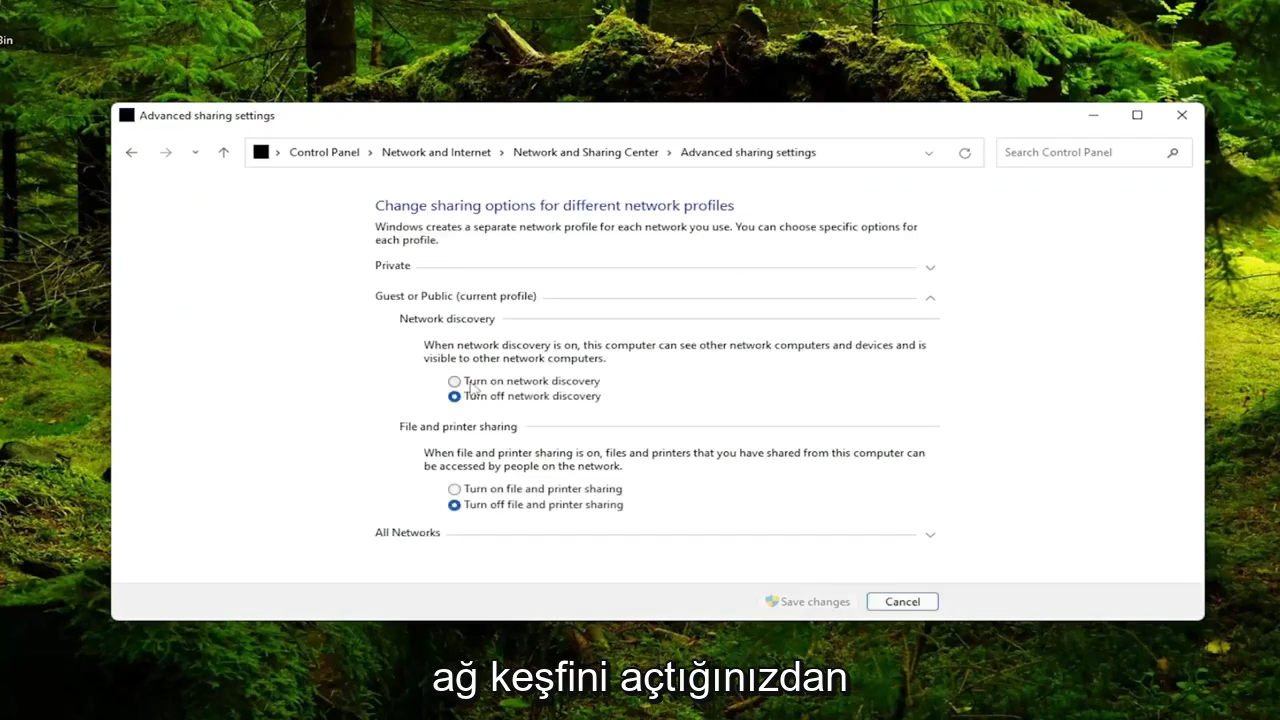 Bin
Advanced sharing settings
Control Panel > Network and Internet > Network and Sharing Center > Advanced sharing settings
Search Control Panel
Change sharing options for different network profiles
Windows creates a separate network profile for each network you use. You can choose specific options for
each profile.
Private
Guest or Public (current profile)
Network discovery
When network discovery is on, this computer can see other network computers and devices and is
visible to other network computers.
Turn on network discovery
Turn off network discovery
File and printer sharing
When file and printer sharing is on, files and printers that you have shared from this computer can
be accessed by people on the network.
Turn on file and printer sharing
Turn off file and printer sharing
All Networks
Save changes
Cancel
ağ keşfini açtığınızdan